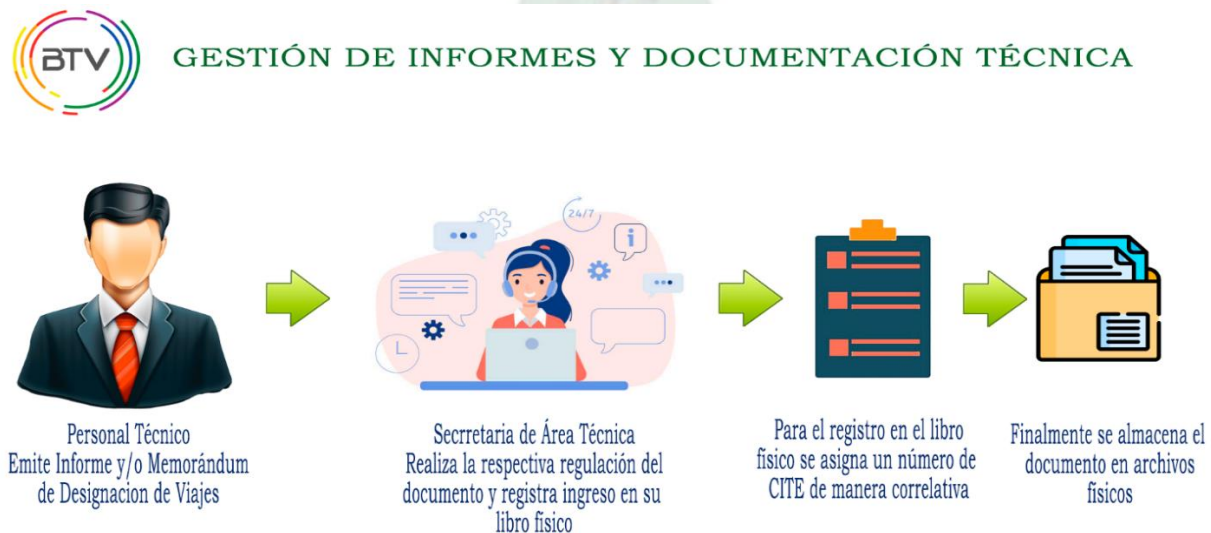 BTV
GESTIÓN DE INFORMES Y DOCUMENTACIÓN TÉCNICA
24/7
i
Personal Técnico
Emite Informe y/o Memorándum
de Designacion de Viajes
Secrretaria de Área Técnica
Realiza la respectiva regulación del
documento y registra ingreso en su
libro físico
Para el registro en el libro
físico se asigna un número de
CITE de manera correlativa
Finalmente se almacena el
documento en archivos
físicos